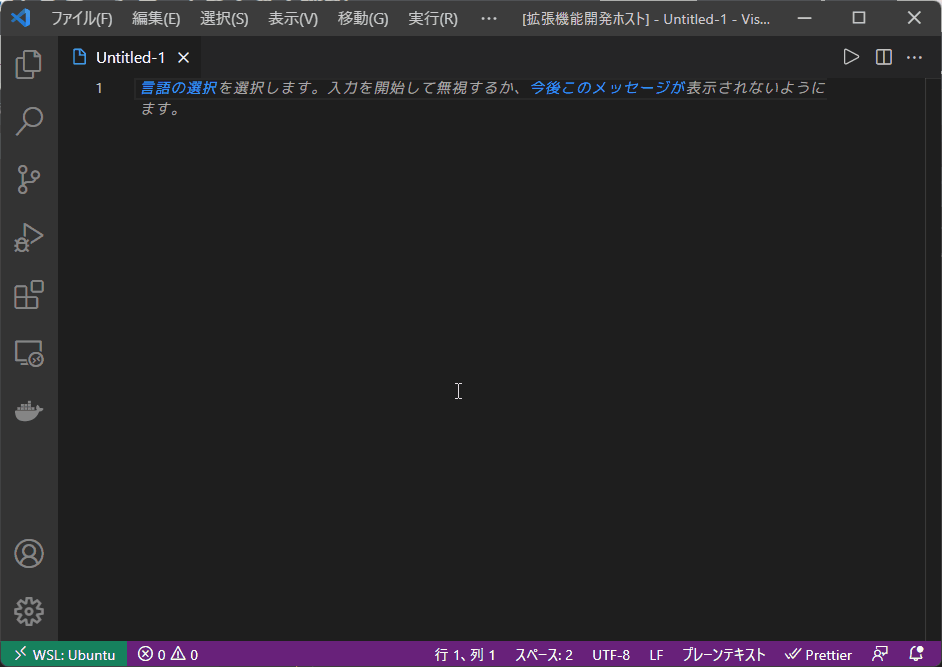 ファイル(F) 編集(E) 選択(S) 表示(V) 移動(G) 実行(R) ··· [拡張機能開発ホスト] - Untitled-1 - Vis...
Untitled-1
1 言語の選択を選択します。入力を開始して無視するか、今後このメッセージが表示されないように
ます。
WSL: Ubuntu 0 0 行 1、列 1 スペース: 2 UTF-8 LF プレーンテキスト Prettier